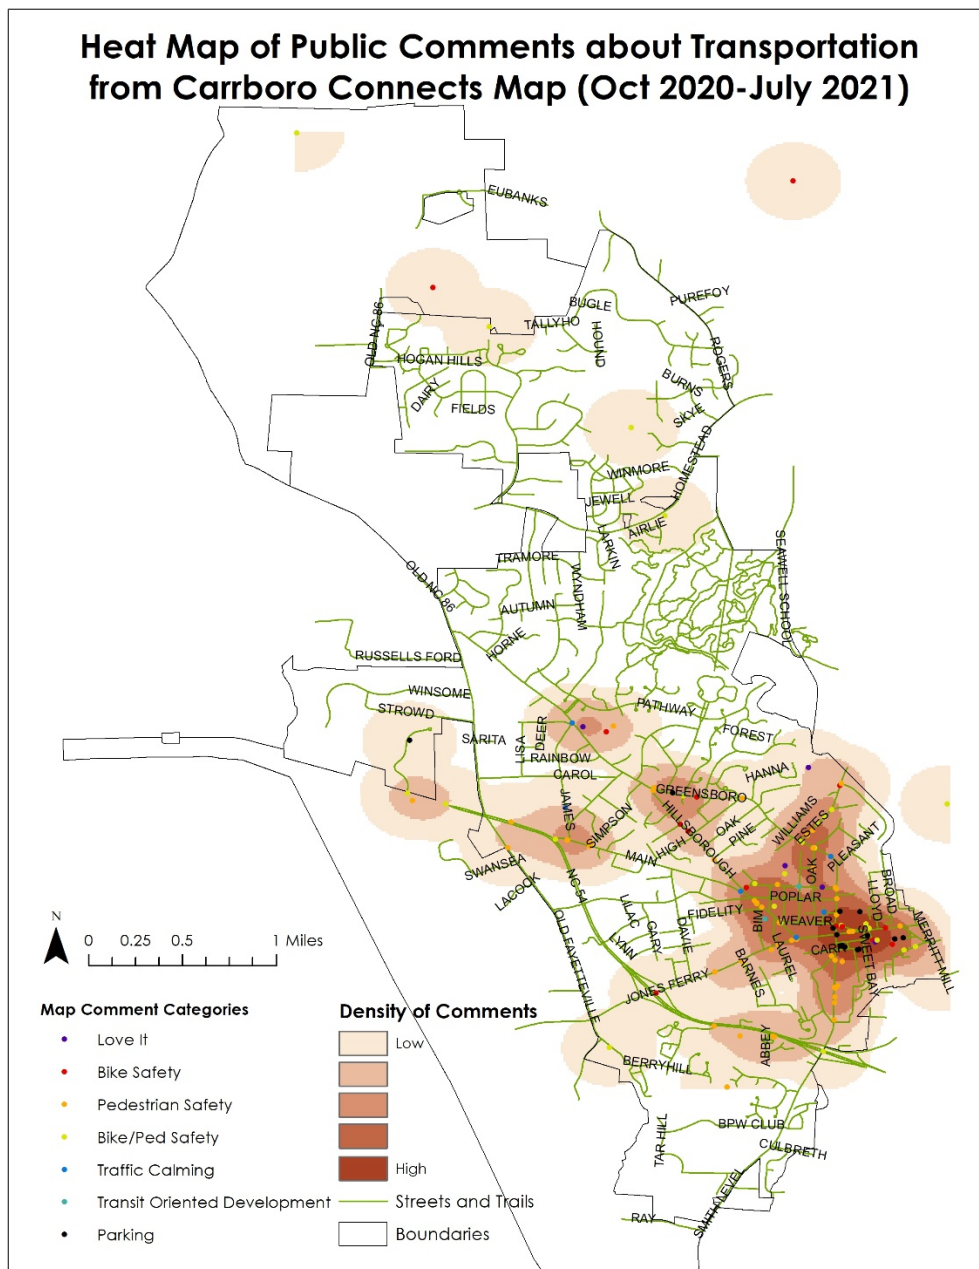 Heat Map of Public Comments about Transportation
from Carrboro Connects Map (Oct 2020-July 2021)
EUBANKS
PUREFOY
BUGLE
TALLYHO
OLD NC 86
HOUND
ROGERS
HOGAN HILLS
DAIRY
BURNS
FIELDS
SKYE
HOMESTEAD
WINMORE
JEWELL
AIRLIE
LARKIN
SEAWELL SCHOOL
TRAMORE
OLD NC 86
WYNDHAM
AUTUMN
HORNE
RUSSELLS FORD
WINSOME
STROWD
PATHWAY
SARITA
LISA
DEER
FOREST
RAINBOW
CAROL
HANNA
GREENSBORO
JAMES
SIMPSON
HILLSBOROUGH
OAK
PINE
WILLIAMS
ESTES
MAIN
HIGH
OAK
PLEASANT
SWANSEA
NC 54
LACOCK
POPLAR
BROAD
LLOYD
LILAC
FIDELITY
BIM
WEAVER
MERRITT MILL
OLD FAYETTEVILLE
LYNN
GARY
DAVIE
LAUREL
CARR
SWEET BAY
BARNES
JONES FERRY
ABBEY
BERRYHILL
BPW CLUB
TAR HILL
CULBRETH
SMITH LEVEL
RAY
N
0 0.25 0.5 1 Miles
Map Comment Categories
Love It
Bike Safety
Pedestrian Safety
Bike/Ped Safety
Traffic Calming
Transit Oriented Development
Parking
Density of Comments
Low
High
Streets and Trails
Boundaries